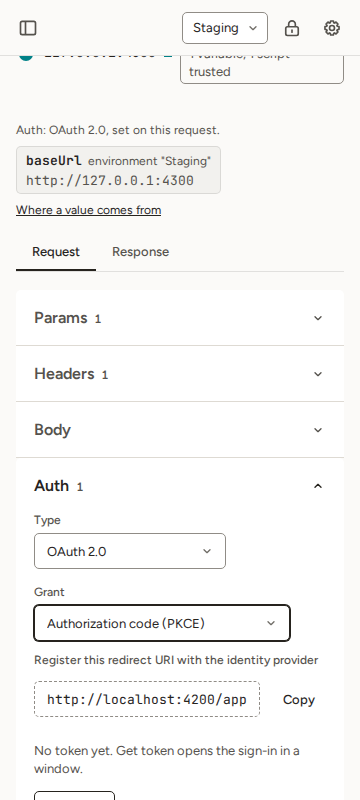 Staging
trusted
Auth: OAuth 2.0, set on this request.
baseUrl environment "Staging"
http://127.0.0.1:4300
Where a value comes from
Request Response
Params 1
Headers 1
Body
Auth 1
Type
OAuth 2.0
Grant
Authorization code (PKCE)
Register this redirect URI with the identity provider
http://localhost:4200/app Copy
No token yet. Get token opens the sign-in in a
window.